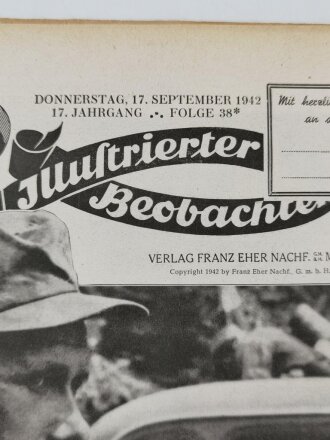 DONNERSTAG, 17. SEPTEMBER 1942
17. JAHRGANG ∴ FOLGE 38*
Mit herzli
an s
Illustrierter
Beobachter
VERLAG FRANZ EHER NACHF. G.M.B.H. M
Copyright 1942 by Franz Eher Nachf. G. m. b. H.